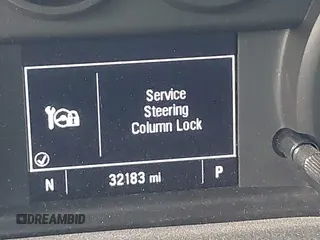 Service
Steering
Column Lock
N 32183 mi P
DREAMBID